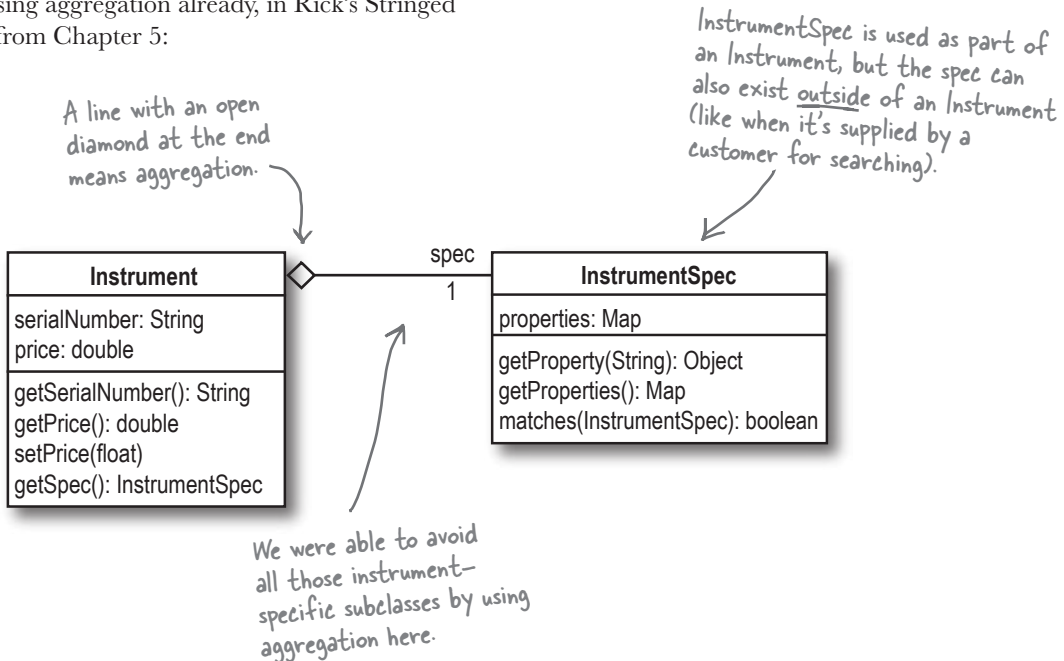 sing aggregation already, in Rick's Stringed
from Chapter 5:
InstrumentSpec is used as part of
an Instrument, but the spec can
also exist outside of an Instrument
(like when it's supplied by a
customer for searching).
A line with an open
diamond at the end
means aggregation.
Instrument
serialNumber: String
price: double
getSerialNumber(): String
getPrice(): double
setPrice(float)
getSpec(): InstrumentSpec
spec
1
InstrumentSpec
properties: Map
getProperty(String): Object
getProperties(): Map
matches(InstrumentSpec): boolean
We were able to avoid
all those instrument-
specific subclasses by using
aggregation here.